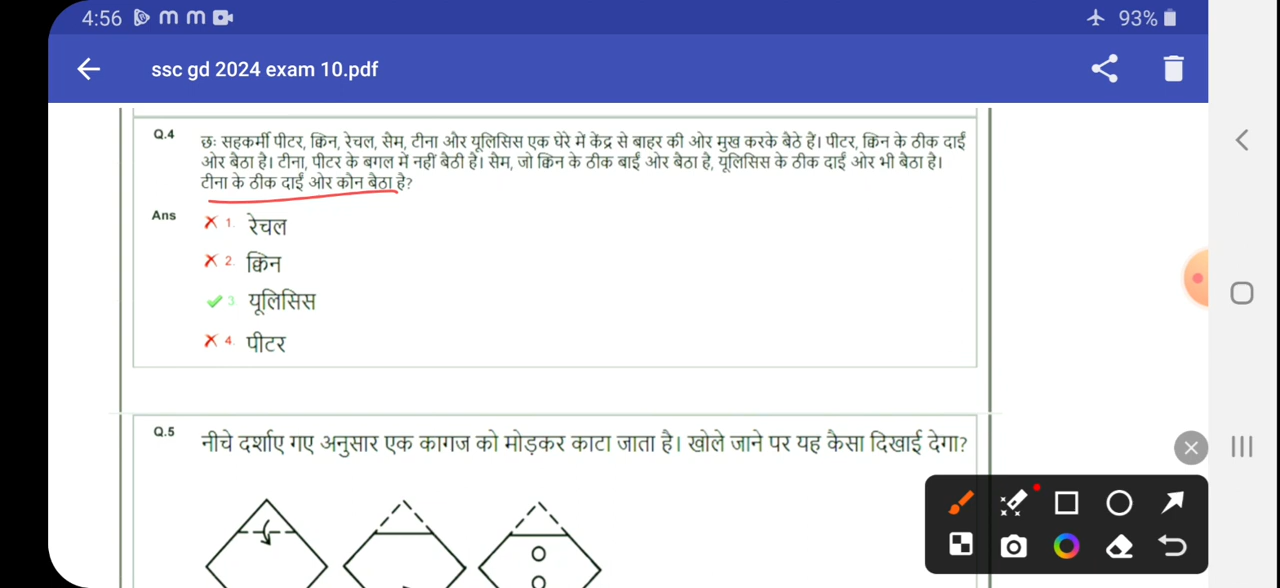 4:56
93%
ssc gd 2024 exam 10.pdf
Q.4 छः सहकर्मी पीटर, क्विन, रेचल, सैम, टीना और यूलिसिस एक घेरे में केंद्र से बाहर की ओर मुख करके बैठे हैं। पीटर, क्विन के ठीक दाईं
ओर बैठा है। टीना, पीटर के बगल में नहीं बैठी है। सैम, जो क्विन के ठीक बाईं ओर बैठा है, यूलिसिस के ठीक दाईं ओर भी बैठा है।
टीना के ठीक दाईं ओर कौन बैठा है?
Ans 1. रेचल
2. क्विन
3 यूलिसिस
4. पीटर
Q.5 नीचे दर्शाए गए अनुसार एक कागज को मोड़कर काटा जाता है। खोले जाने पर यह कैसा दिखाई देगा?